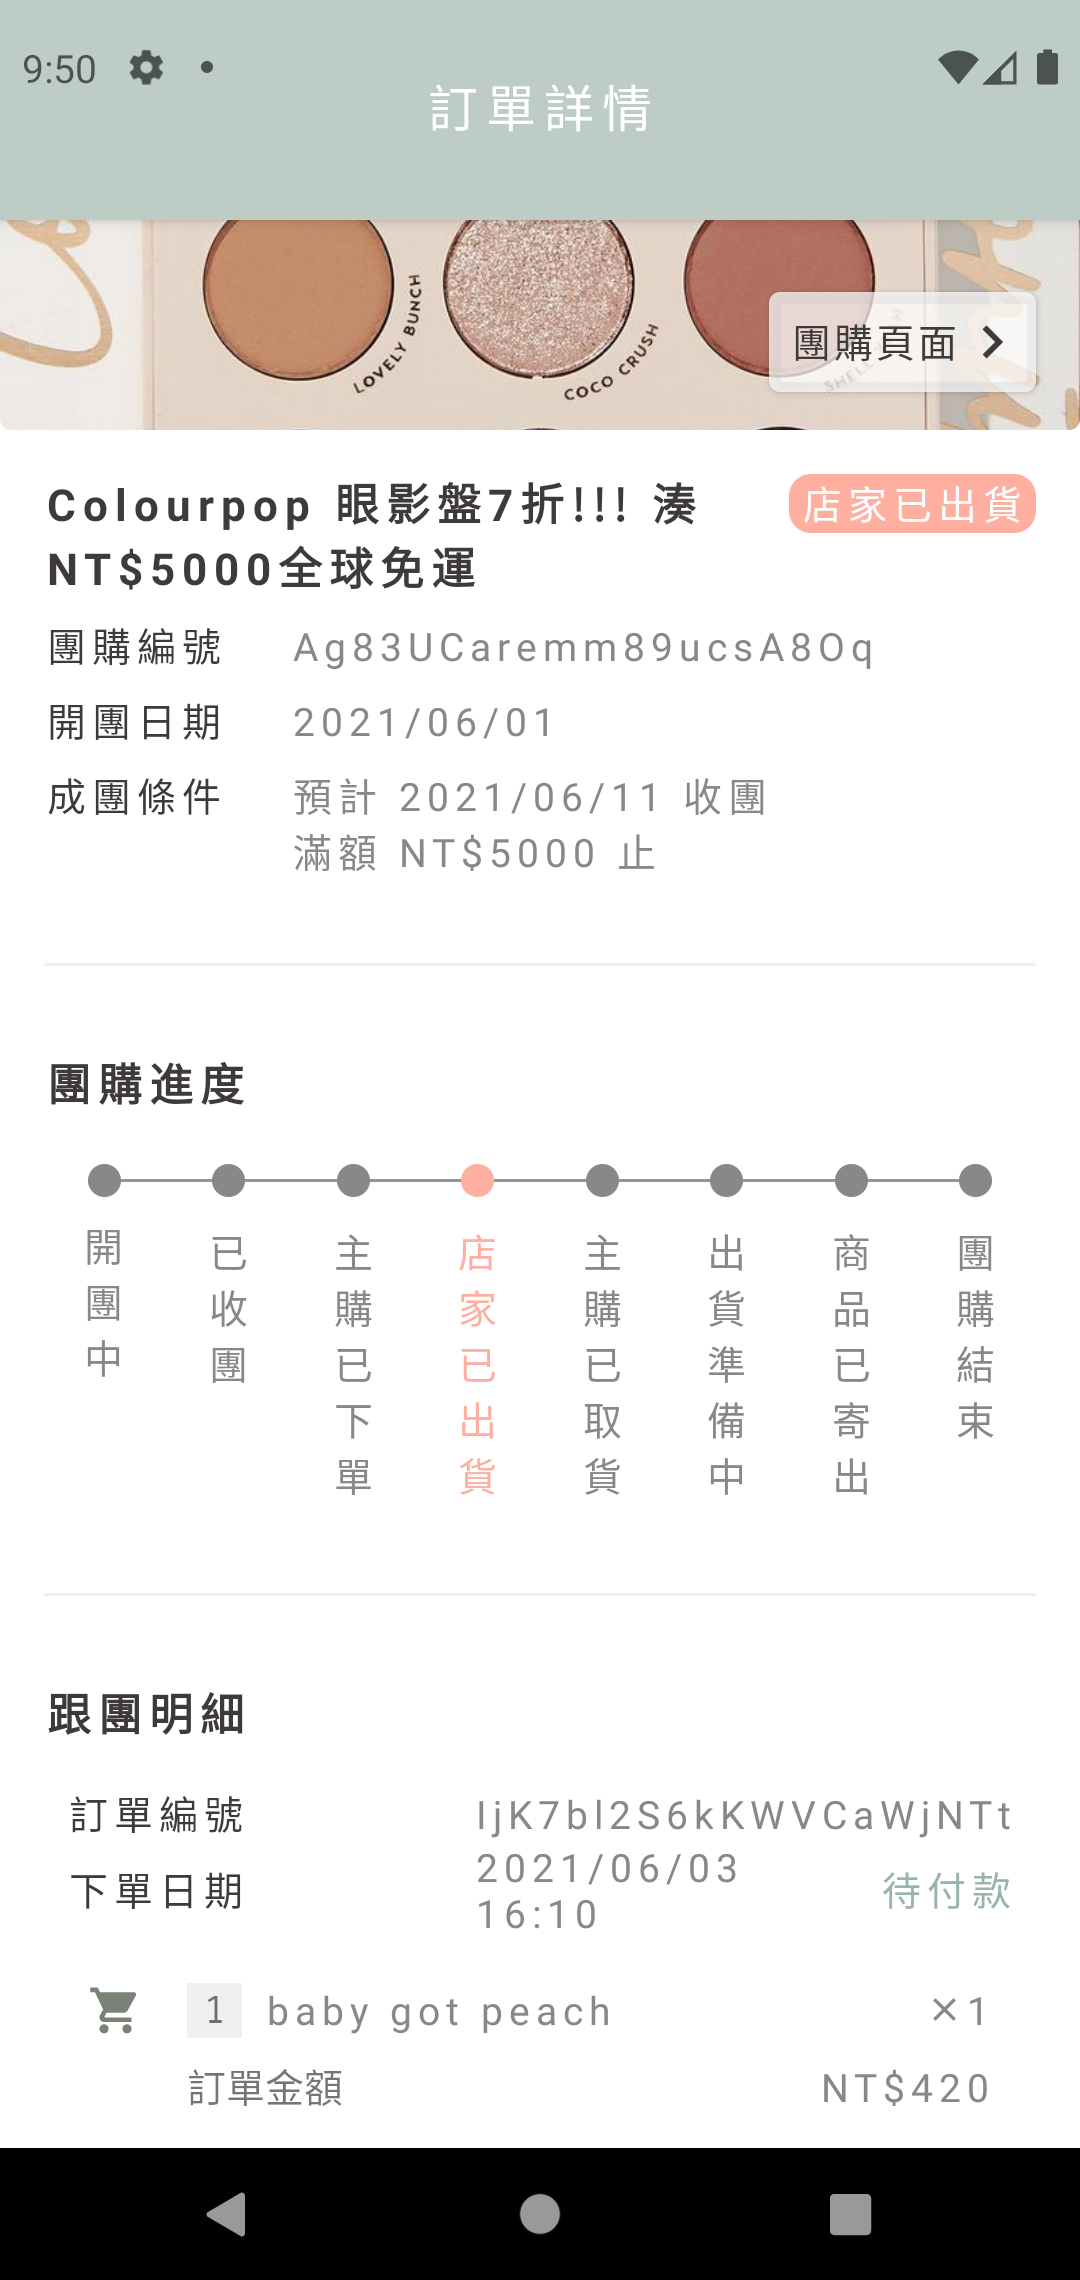 9:50
訂單詳情
LOVELY BUNCH
COCO CRUSH
團購頁面
Colourpop 眼影盤7折!!! 湊
NT$5000全球免運
店家已出貨
團購編號 Ag83UCaremm89ucsA8Oq
開團日期 2021/06/01
成團條件 預計 2021/06/11 收團
滿額 NT$5000 止
團購進度
開團中
已收團
主購已下單
店家已出貨
主購已取貨
出貨準備中
商品已寄出
團購結束
跟團明細
訂單編號 IjK7bl2S6kKWVCaWjNTt
下單日期 2021/06/03
16:10
待付款
1 baby got peach ×1
訂單金額 NT$420